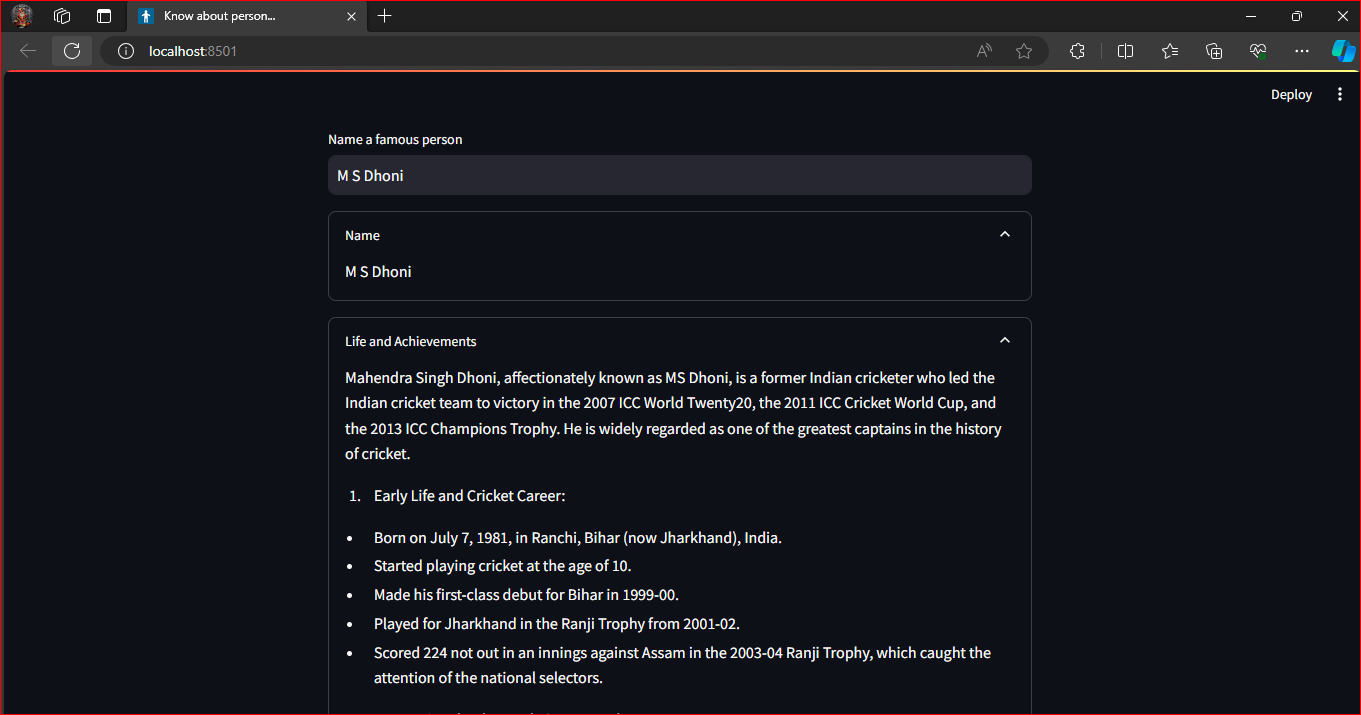 Know about person...
localhost:8501
Deploy
Name a famous person
M S Dhoni
Name
M S Dhoni
Life and Achievements
Mahendra Singh Dhoni, affectionately known as MS Dhoni, is a former Indian cricketer who led the
Indian cricket team to victory in the 2007 ICC World Twenty20, the 2011 ICC Cricket World Cup, and
the 2013 ICC Champions Trophy. He is widely regarded as one of the greatest captains in the history
of cricket.
1. Early Life and Cricket Career:
• Born on July 7, 1981, in Ranchi, Bihar (now Jharkhand), India.
• Started playing cricket at the age of 10.
• Made his first-class debut for Bihar in 1999-00.
• Played for Jharkhand in the Ranji Trophy from 2001-02.
• Scored 224 not out in an innings against Assam in the 2003-04 Ranji Trophy, which caught the
attention of the national selectors.